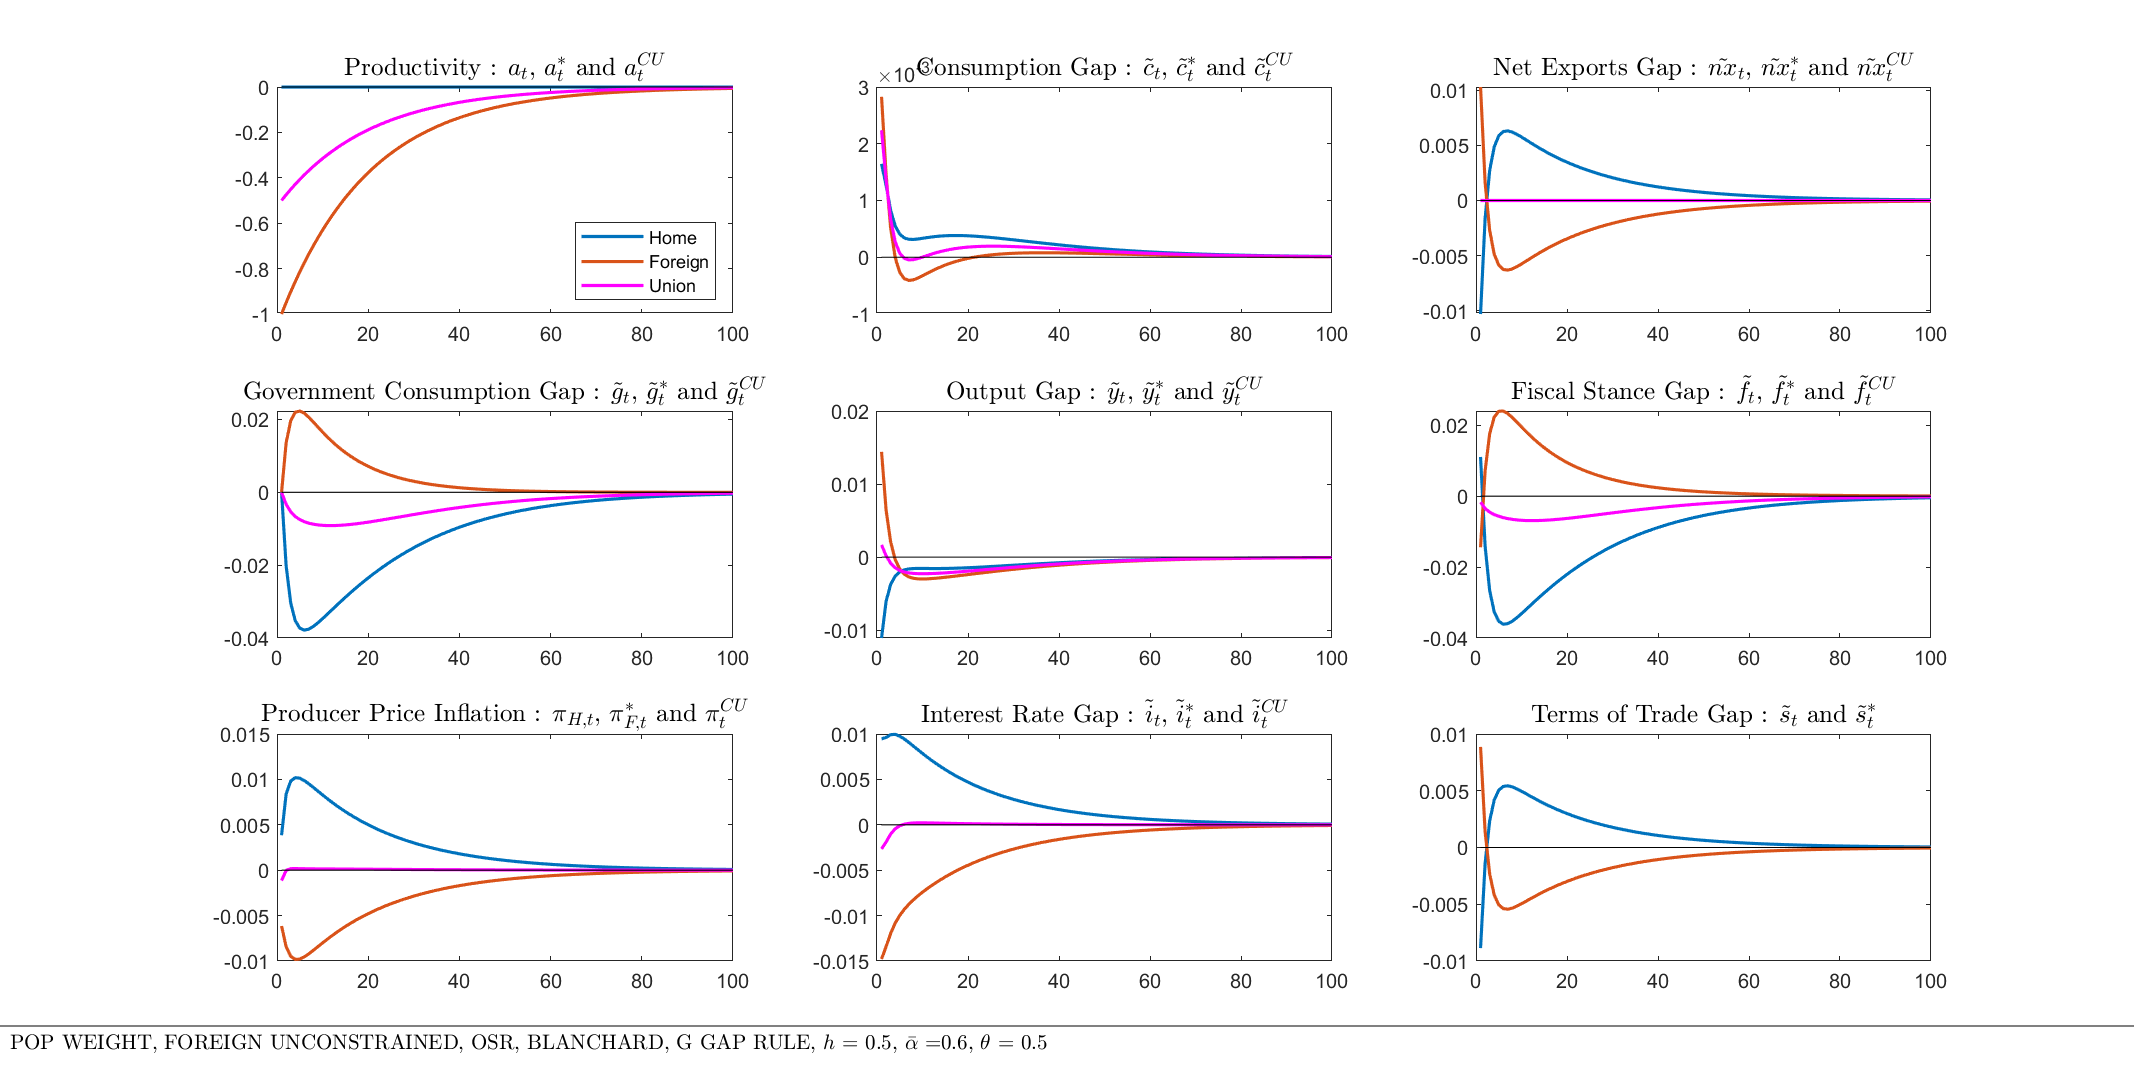 Productivity : a_t, a_t^* and a_t^{CU}
0
-0.2
-0.4
-0.6
-0.8
-1
0 20 40 60 80 100
Home
Foreign
Union
×10^{-3}
Consumption Gap : c̃_t, c̃_t^* and c̃_t^{CU}
3
2
1
0
-1
0 20 40 60 80 100
Net Exports Gap : ñx_t, ñx_t^* and ñx_t^{CU}
0.01
0.005
0
-0.005
-0.01
0 20 40 60 80 100
Government Consumption Gap : g̃_t, g̃_t^* and g̃_t^{CU}
0.02
0
-0.02
-0.04
0 20 40 60 80 100
Output Gap : ỹ_t, ỹ_t^* and ỹ_t^{CU}
0.02
0.01
0
-0.01
0 20 40 60 80 100
Fiscal Stance Gap : f̃_t, f̃_t^* and f̃_t^{CU}
0.02
0
-0.02
-0.04
0 20 40 60 80 100
Producer Price Inflation : π_{H,t}, π_{F,t}^* and π_t^{CU}
0.015
0.01
0.005
0
-0.005
-0.01
0 20 40 60 80 100
Interest Rate Gap : ĩ_t, ĩ_t^* and ĩ_t^{CU}
0.01
0.005
0
-0.005
-0.01
-0.015
0 20 40 60 80 100
Terms of Trade Gap : s̃_t and s̃_t^*
0.01
0.005
0
-0.005
-0.01
0 20 40 60 80 100
POP WEIGHT, FOREIGN UNCONSTRAINED, OSR, BLANCHARD, G GAP RULE, h = 0.5, ᾱ =0.6, θ = 0.5